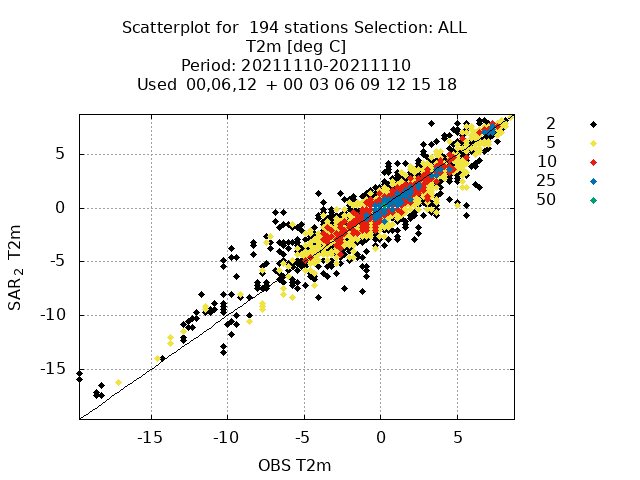 Scatterplot for 194 stations Selection: ALL
T2m [deg C]
Period: 20211110-20211110
Used 00,06,12 + 00 03 06 09 12 15 18
2
5
10
25
50
5
0
-5
-10
-15
SAR2 T2m
-15 -10 -5 0 5
OBS T2m